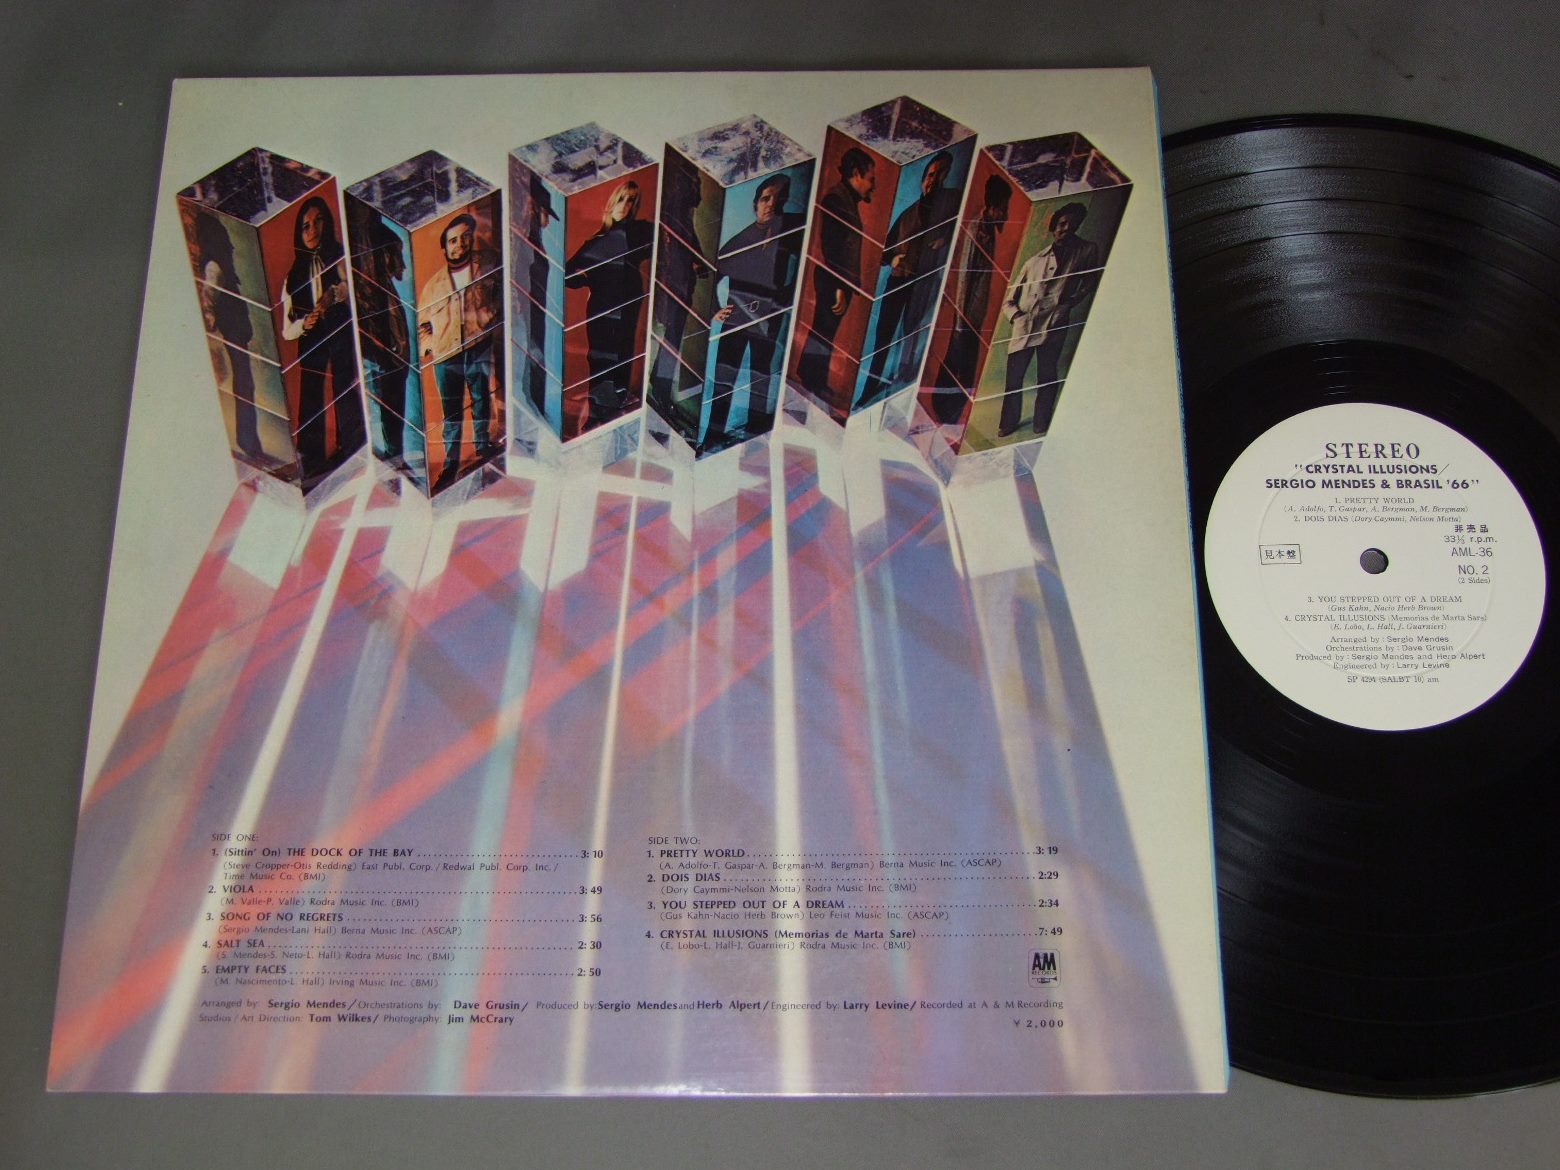 SIDE ONE:
1. (Sittin' On) THE DOCK OF THE BAY 3: 10
(Steve Cropper-Otis Redding) East Publ. Corp. / Redwal Publ. Corp. Inc. /
Time Music Co. (BMI)
2. VIOLA 3: 49
(M. Valle-P. Valle) Rodra Music Inc. (BMI)
3. SONG OF NO REGRETS 3: 56
(Sergio Mendes-Lani Hall) Berna Music Inc. (ASCAP)
4. SALT SEA 2: 30
(S. Mendes-S. Neto-L. Hall) Rodra Music Inc. (BMI)
5. EMPTY FACES 2: 50
(M. Nascimento-L. Hall) Irving Music Inc. (BMI)
SIDE TWO:
1. PRETTY WORLD 3: 19
(A. Adolfo-T. Gaspar-A. Bergman-M. Bergman) Berna Music Inc. (ASCAP)
2. DOIS DIAS 2:29
(Dory Caymmi-Nelson Motta) Rodra Music Inc. (BMI)
3. YOU STEPPED OUT OF A DREAM 2:34
(Gus Kahn-Nacio Herb Brown) Leo Feist Music Inc. (ASCAP)
4. CRYSTAL ILLUSIONS (Memorias de Marta Sare) 7: 49
(E. Lobo-L. Hall-J. Guarnieri) Rodra Music Inc. (BMI)
AM
RECORDS
Arranged by: Sergio Mendes/Orchestrations by: Dave Grusin/ Produced by:Sergio Mendes and Herb Alpert/Engineered by: Larry Levine/ Recorded at A & M Recording
Studios / Art Direction: Tom Wilkes/ Photography: Jim McCrary
¥ 2,000
STEREO
"CRYSTAL ILLUSIONS/
SERGIO MENDES & BRASIL '66"
1. PRETTY WORLD
(A. Adolfo, T. Gaspar, A. Bergman, M. Bergman)
2. DOIS DIAS (Dory Caymmi, Nelson Motta)
非売品
33⅓ r.p.m.
見本盤
AML-36
NO. 2
(2 Sides)
3. YOU STEPPED OUT OF A DREAM
(Gus Kahn, Nacio Herb Brown)
4. CRYSTAL ILLUSIONS (Memorias de Marta Sare)
(E. Lobo, L. Hall, J. Guarnieri)
Arranged by : Sergio Mendes
Orchestrations by : Dave Grusin
Produced by : Sergio Mendes and Herb Alpert
Engineered by : Larry Levine
SP 4294 (SALBT 16) am